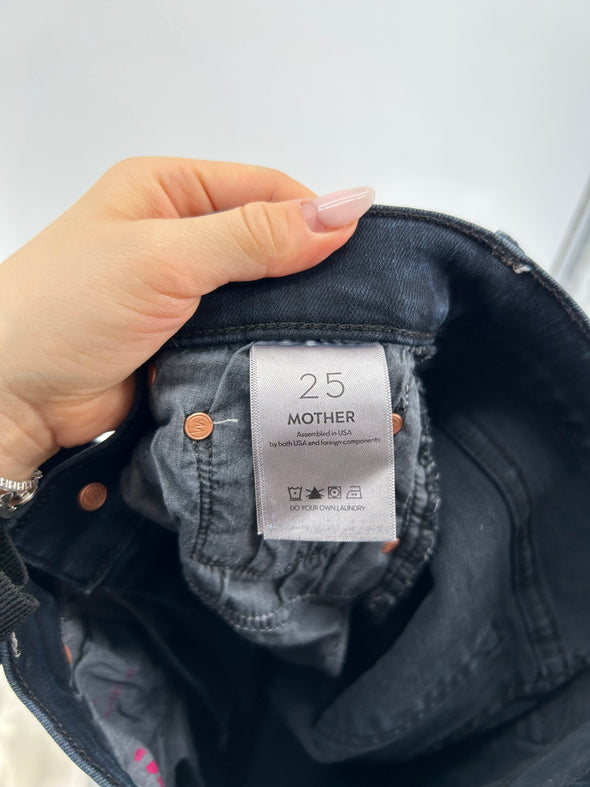 25
MOTHER
Assembled in USA
by both USA and foreign components
DO YOUR OWN LAUNDRY